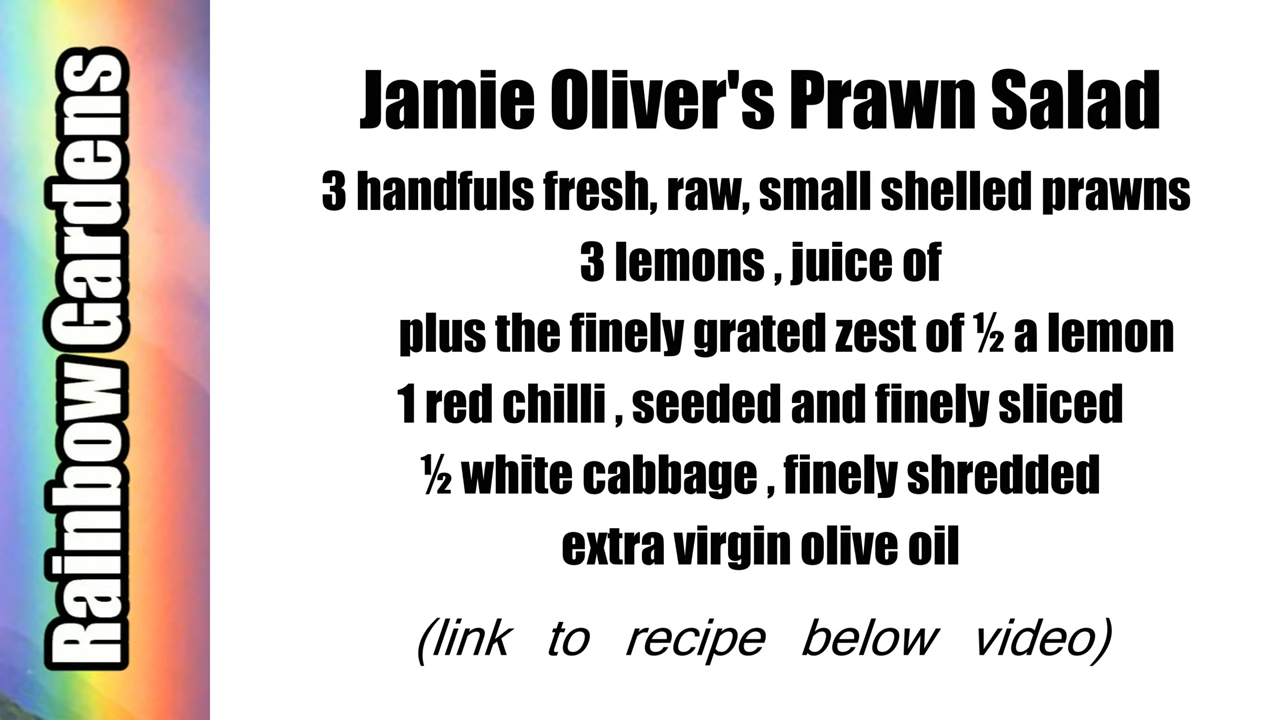 Rainbow Gardens
Jamie Oliver's Prawn Salad
3 handfuls fresh, raw, small shelled prawns
3 lemons , juice of
plus the finely grated zest of ½ a lemon
1 red chilli , seeded and finely sliced
½ white cabbage , finely shredded
extra virgin olive oil
(link to recipe below video)